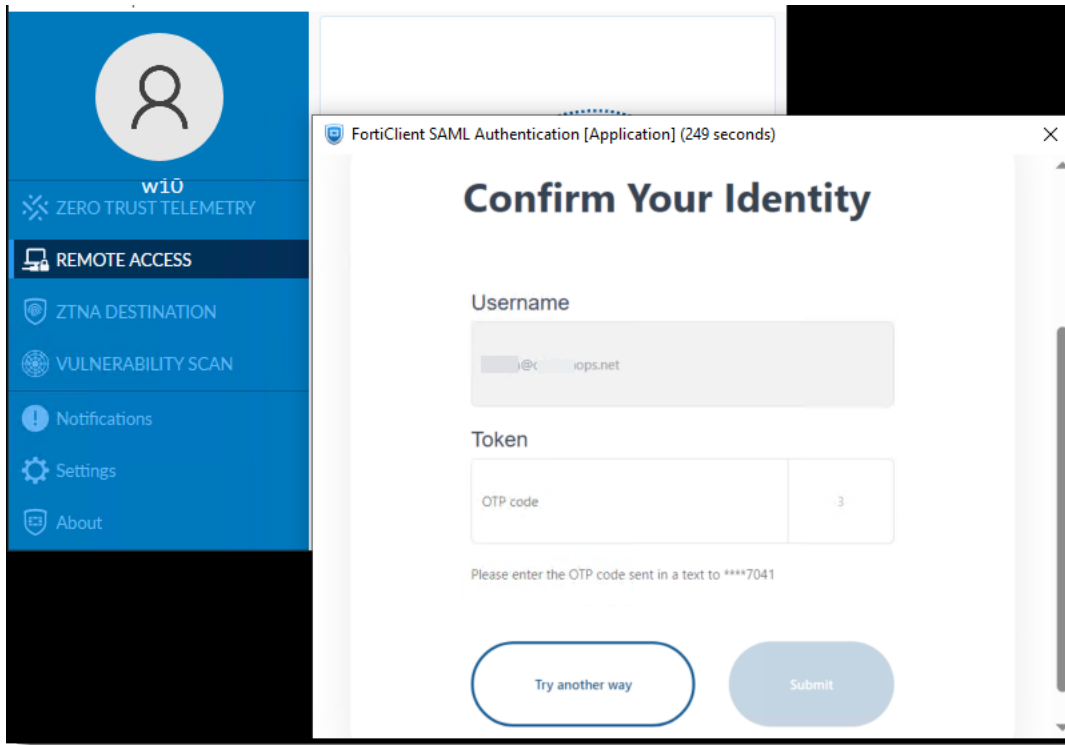 w10
ZERO TRUST TELEMETRY
REMOTE ACCESS
ZTNA DESTINATION
VULNERABILITY SCAN
Notifications
Settings
About
FortiClient SAML Authentication [Application] (249 seconds)
Confirm Your Identity
Username
ops.net
Token
OTP code
3
Please enter the OTP code sent in a text to ****7041
Try another way
Submit